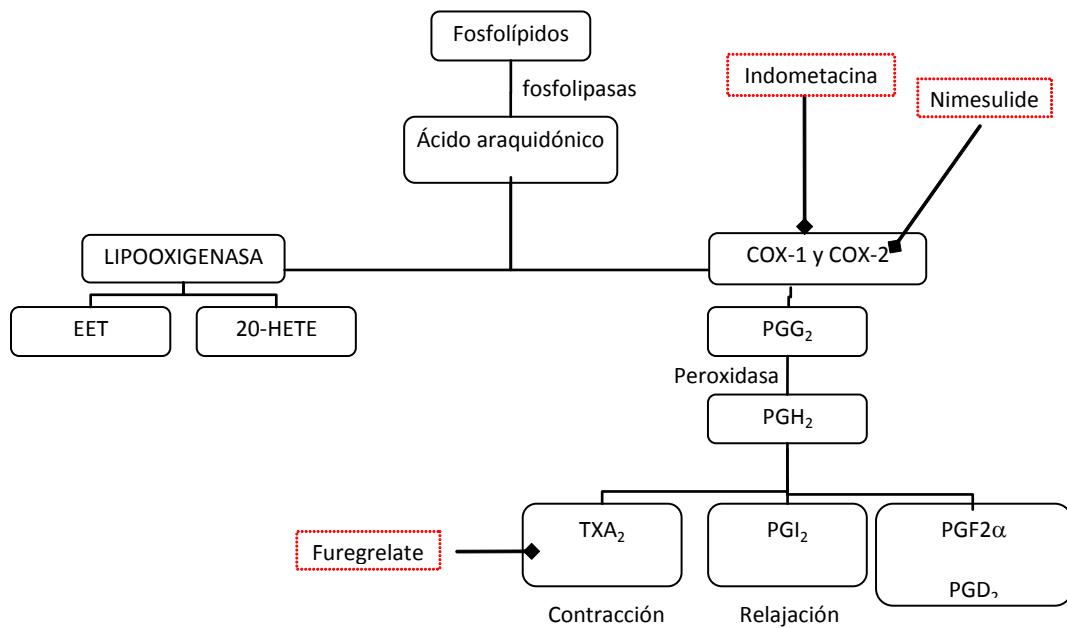 Fosfolípidos
fosfolipasas
Indometacina
Nimesulide
Ácido araquidónico
LIPOOXIGENASA
COX-1 y COX-2
EET
20-HETE
PGG₂
Peroxidasa
PGH₂
TXA₂
PGI₂
PGF2α
Furegrelate
PGD₂
Contracción
Relajación